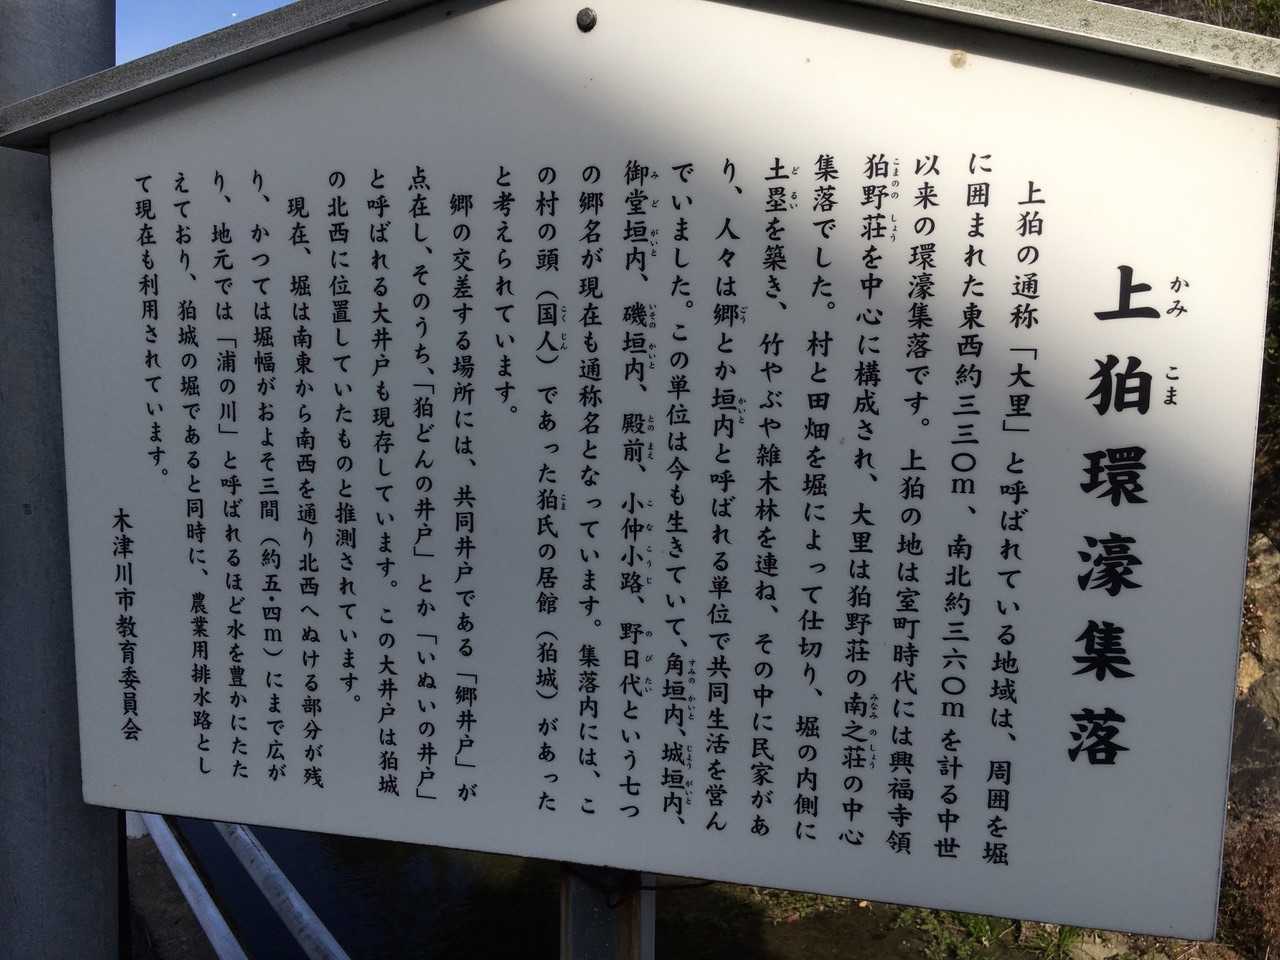 上狛環濠集落
上狛の通称「大里」と呼ばれている地域は、周囲を堀
に囲まれた東西約三三〇m、南北約三六〇mを計る中世
以来の環濠集落です。上狛の地は室町時代には興福寺領
狛野荘を中心に構成され、大里は狛野荘の南之荘の中心
集落でした。村と田畑を堀によって仕切り、堀の内側に
土塁を築き、竹やぶや雑木林を連ね、その中に民家があ
り、人々は郷とか垣内と呼ばれる単位で共同生活を営ん
でいました。この単位は今も生きていて、角垣内、城垣内、
御堂垣内、磯垣内、殿前、小仲小路、野日代という七つ
の郷名が現在も通称名となっています。集落内には、こ
の村の頭（国人）であった狛氏の居館（狛城）があった
と考えられています。
郷の交差する場所には、共同井戸である「郷井戸」が
点在し、そのうち、「狛どんの井戸」とか「いぬいの井戸」
と呼ばれる大井戸も現存しています。この大井戸は狛城
の北西に位置していたものと推測されています。
現在、堀は南東から南西を通り北西へぬける部分が残
り、かつては堀幅がおよそ三間（約五・四m）にまで広が
り、地元では「浦の川」と呼ばれるほど水を豊かにたた
えており、狛城の堀であると同時に、農業用排水路とし
て現在も利用されています。
木津川市教育委員会